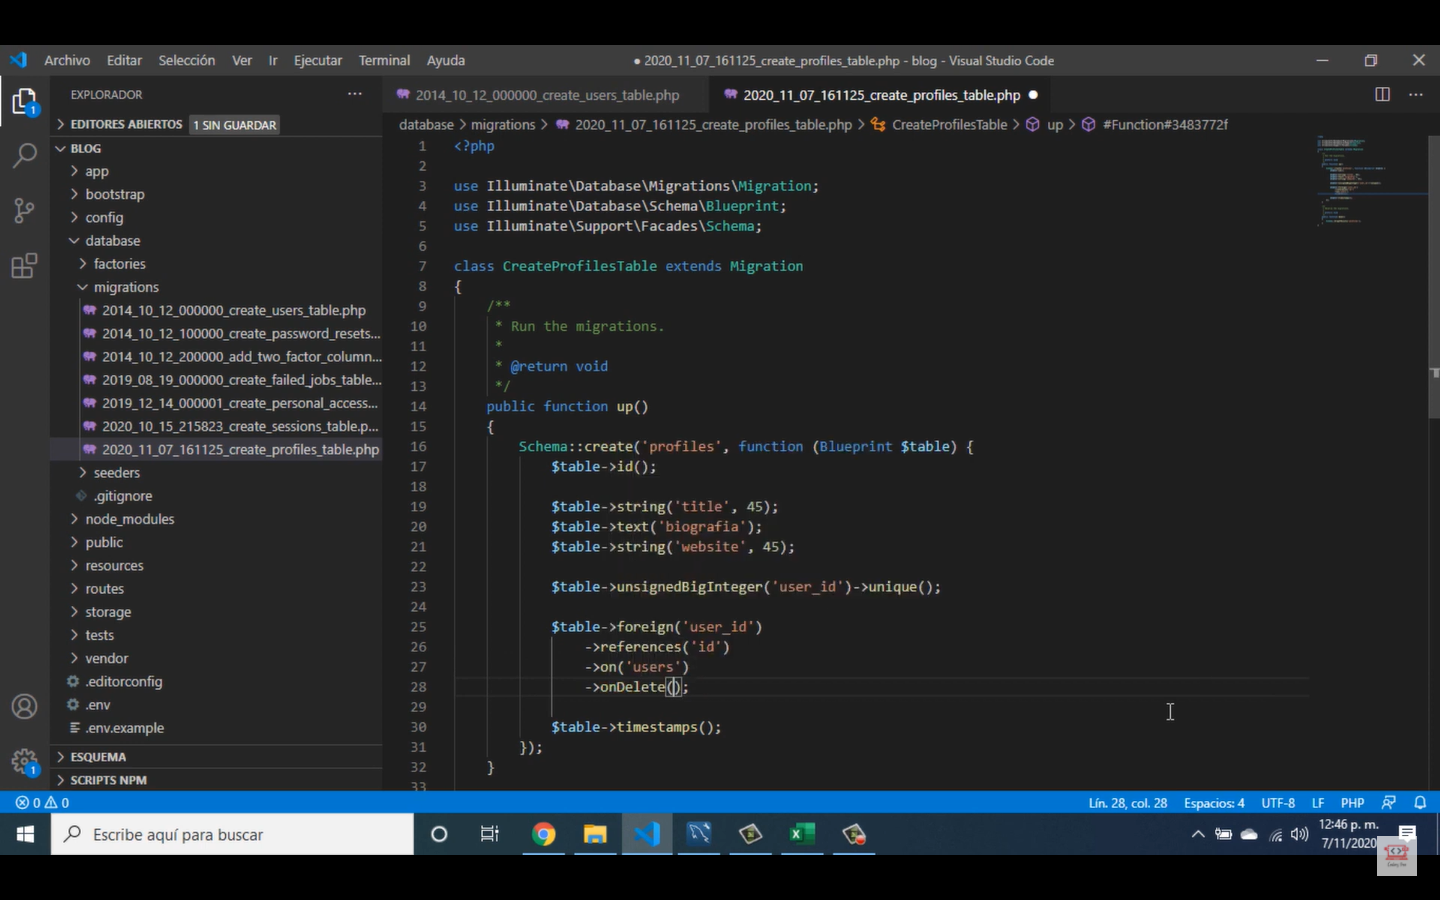 Archivo Editar Selección Ver Ir Ejecutar Terminal Ayuda
● 2020_11_07_161125_create_profiles_table.php - blog - Visual Studio Code
EXPLORADOR
2014_10_12_000000_create_users_table.php
2020_11_07_161125_create_profiles_table.php ●
EDITORES ABIERTOS 1 SIN GUARDAR
database > migrations > 2020_11_07_161125_create_profiles_table.php > CreateProfilesTable > up > #Function#3483772f
BLOG
app
bootstrap
config
database
factories
migrations
2014_10_12_000000_create_users_table.php
2014_10_12_100000_create_password_resets...
2014_10_12_200000_add_two_factor_column...
2019_08_19_000000_create_failed_jobs_table...
2019_12_14_000001_create_personal_access...
2020_10_15_215823_create_sessions_table.p...
2020_11_07_161125_create_profiles_table.php
seeders
.gitignore
node_modules
public
resources
routes
storage
tests
vendor
.editorconfig
.env
.env.example
ESQUEMA
SCRIPTS NPM
1 <?php
2
3 use Illuminate\Database\Migrations\Migration;
4 use Illuminate\Database\Schema\Blueprint;
5 use Illuminate\Support\Facades\Schema;
6
7 class CreateProfilesTable extends Migration
8 {
9 /**
10 * Run the migrations.
11 *
12 * @return void
13 */
14 public function up()
15 {
16 Schema::create('profiles', function (Blueprint $table) {
17 $table->id();
18
19 $table->string('title', 45);
20 $table->text('biografia');
21 $table->string('website', 45);
22
23 $table->unsignedBigInteger('user_id')->unique();
24
25 $table->foreign('user_id')
26 ->references('id')
27 ->on('users')
28 ->onDelete();
29
30 $table->timestamps();
31 });
32 }
33
0 0 Lín. 28, col. 28 Espacios: 4 UTF-8 LF PHP
Escribe aquí para buscar
12:46 p. m.
7/11/2020